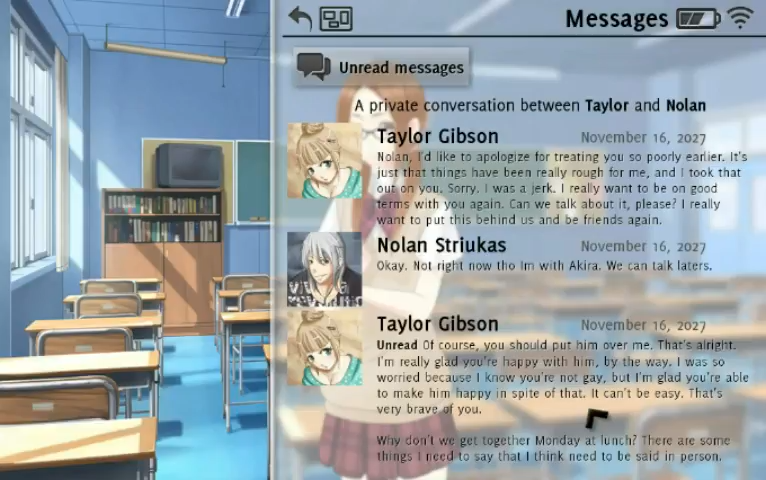 Messages
Unread messages
A private conversation between Taylor and Nolan
Taylor Gibson November 16, 2027
Nolan, I'd like to apologize for treating you so poorly earlier. It's
just that things have been really rough for me, and I took that
out on you. Sorry. I was a jerk. I really want to be on good
terms with you again. Can we talk about it, please? I really
want to put this behind us and be friends again.
Nolan Striukas November 16, 2027
Okay. Not right now tho Im with Akira. We can talk laters.
Taylor Gibson November 16, 2027
Unread Of course, you should put him over me. That's alright.
I'm really glad you're happy with him, by the way. I was so
worried because I know you're not gay, but I'm glad you're able
to make him happy in spite of that. It can't be easy. That's
very brave of you.
Why don't we get together Monday at lunch? There are some
things I need to say that I think need to be said in person.